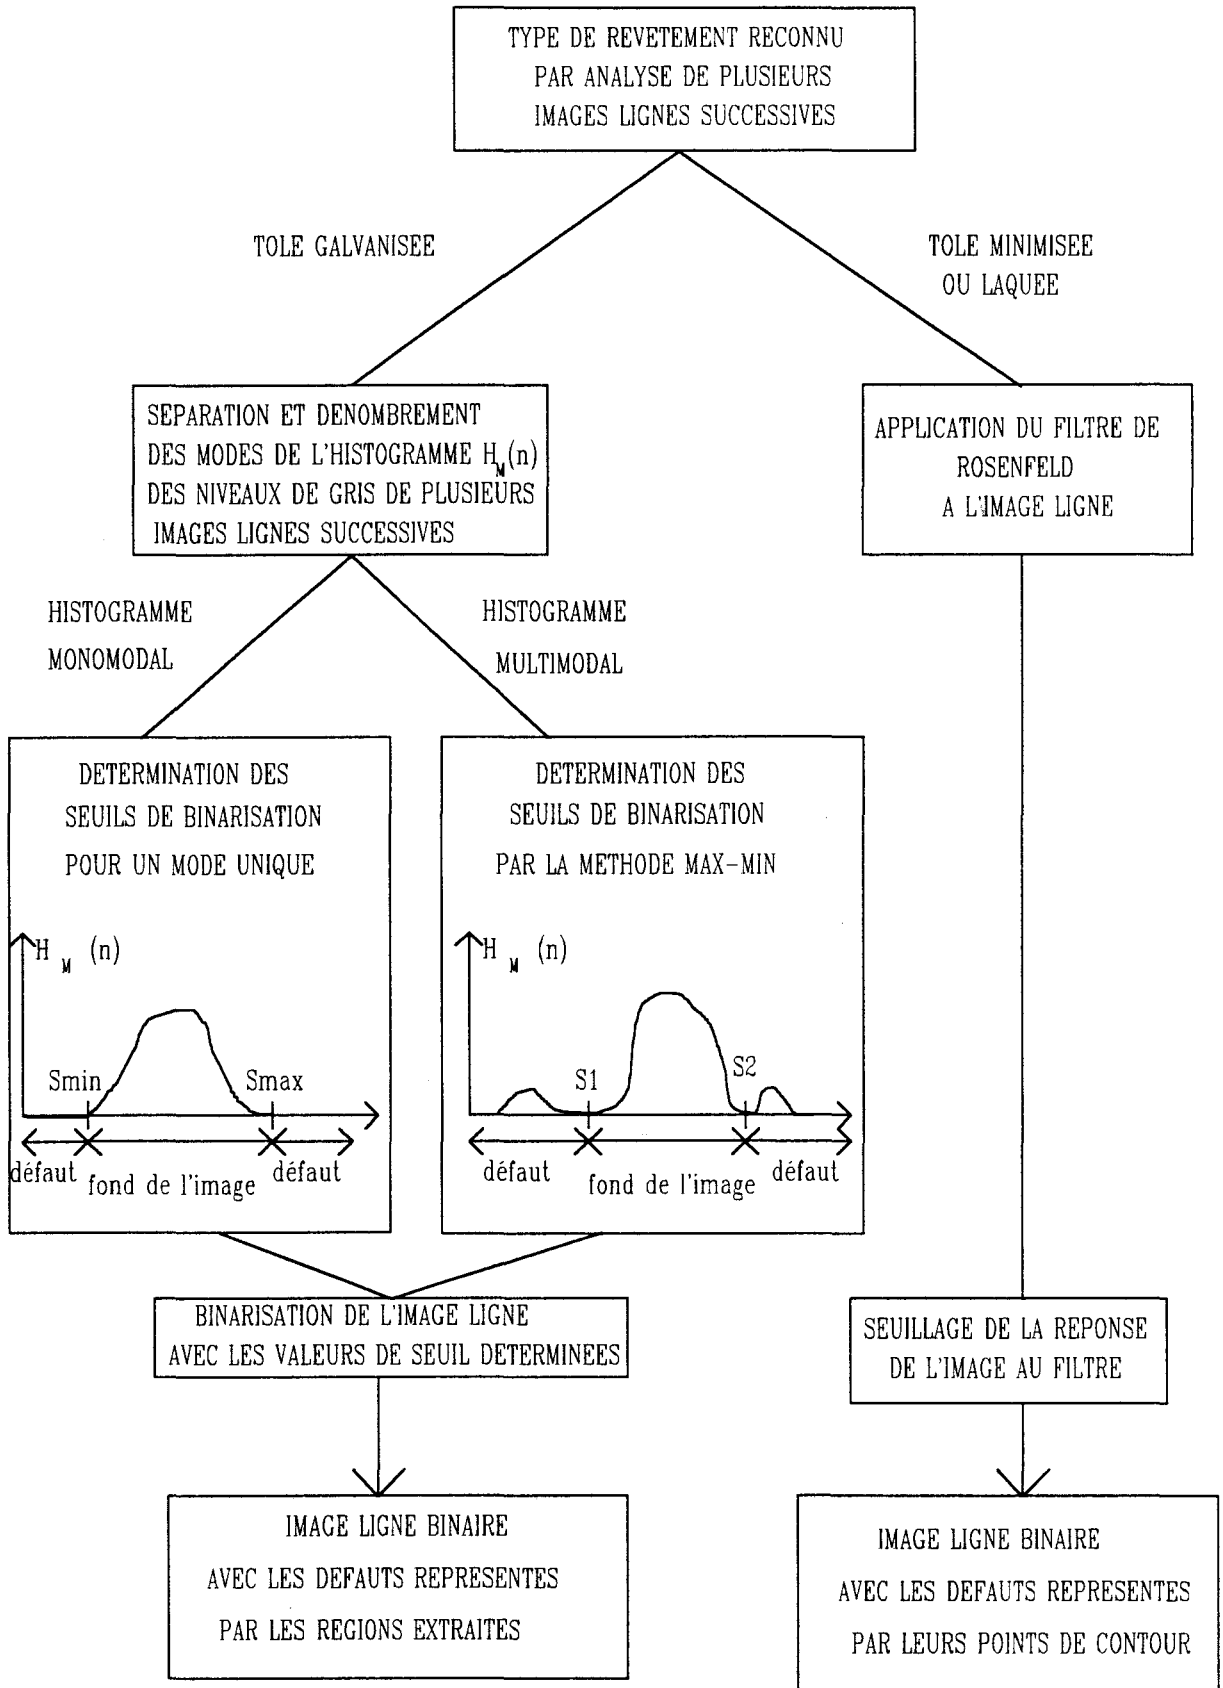 TYPE DE REVETEMENT RECONNU
PAR ANALYSE DE PLUSIEURS
IMAGES LIGNES SUCCESSIVES
TOLE GALVANISEE
TOLE MINIMISEE
OU LAQUEE
SEPARATION ET DENOMBREMENT
DES MODES DE L'HISTOGRAMME H_M(n)
DES NIVEAUX DE GRIS DE PLUSIEURS
IMAGES LIGNES SUCCESSIVES
APPLICATION DU FILTRE DE
ROSENFELD
A L'IMAGE LIGNE
HISTOGRAMME
MONOMODAL
HISTOGRAMME
MULTIMODAL
DETERMINATION DES
SEUILS DE BINARISATION
POUR UN MODE UNIQUE
H_M (n)
Smin
Smax
défaut
fond de l'image
défaut
DETERMINATION DES
SEUILS DE BINARISATION
PAR LA METHODE MAX-MIN
H_M (n)
S1
S2
défaut
fond de l'image
défaut
BINARISATION DE L'IMAGE LIGNE
AVEC LES VALEURS DE SEUIL DETERMINEES
SEUILLAGE DE LA REPONSE
DE L'IMAGE AU FILTRE
IMAGE LIGNE BINAIRE
AVEC LES DEFAUTS REPRESENTES
PAR LES REGIONS EXTRAITES
IMAGE LIGNE BINAIRE
AVEC LES DEFAUTS REPRESENTES
PAR LEURS POINTS DE CONTOUR